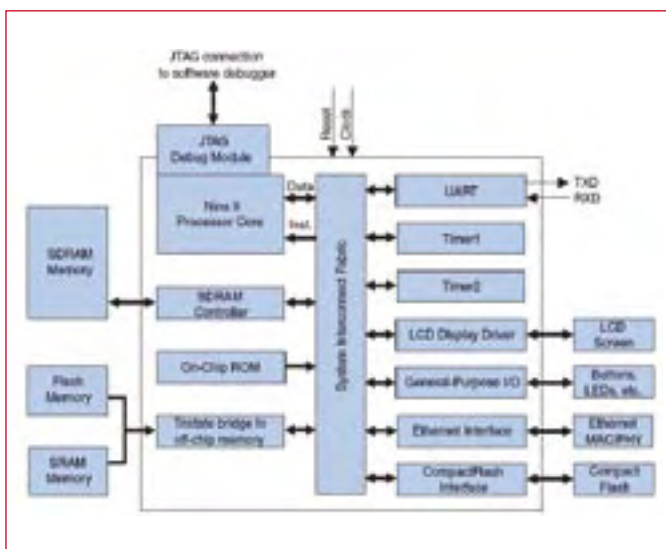 JTAG connection
to software debugger
Reset
Clock
JTAG
Debug Module
Nios II
Processor Core
Data
Inst.
System Interconnect Fabric
UART
TXD
RXD
Timer1
Timer2
SDRAM
Memory
SDRAM
Controller
LCD Display Driver
LCD
Screen
On-Chip ROM
General-Purpose I/O
Buttons,
LEDs, etc.
Flash
Memory
Tristate bridge to
off-chip memory
Ethernet Interface
Ethernet
MAC/PHY
SRAM
Memory
CompactFlash
Interface
Compact
Flash